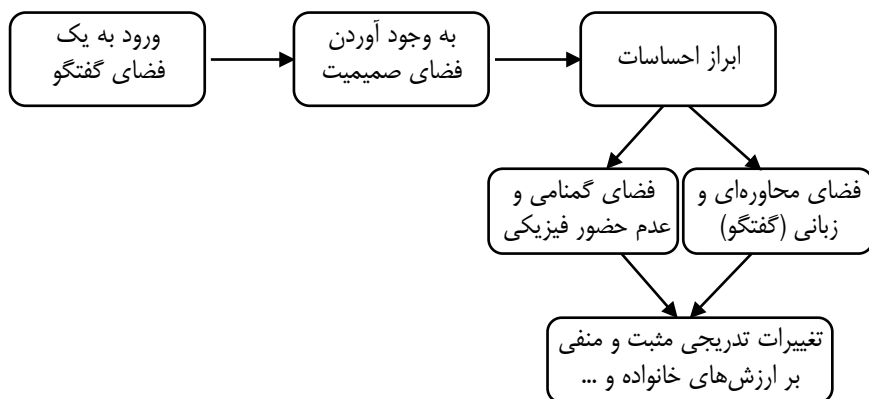 ورود به یک
فضای گفتگو
به وجود آوردن
فضای صمیمیت
ابراز احساسات
فضای محاوره‌ای و
زبانی (گفتگو)
فضای گمنامی و
عدم حضور فیزیکی
تغییرات تدریجی مثبت و منفی
بر ارزش‌های خانواده و ...